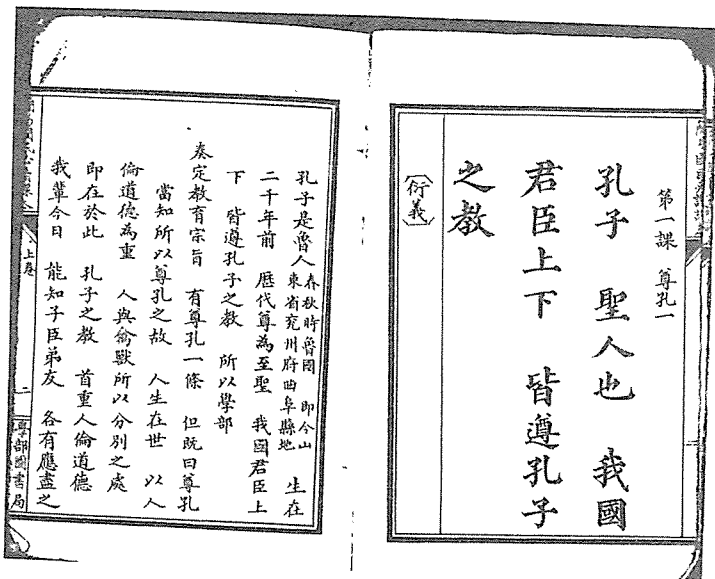 第一課　尊孔一
孔子　聖人也　我國
君臣上下　皆遵孔子
之教
〔衍義〕
孔子是魯人春秋時魯國即今山東省兖州府曲阜縣地　生在
二千年前　歷代尊為至聖　我國君臣上
下　皆遵孔子之教　所以學部
奏定教育宗旨　有尊孔一條　但既曰尊孔
當知所以尊孔之故　人生在世　以人
倫道德為重　人與禽獸所以分別之處
即在於此　孔子之教　首重人倫道德
我輩今日　能知子臣弟友　各有應盡之
上卷
二
學部圖書局